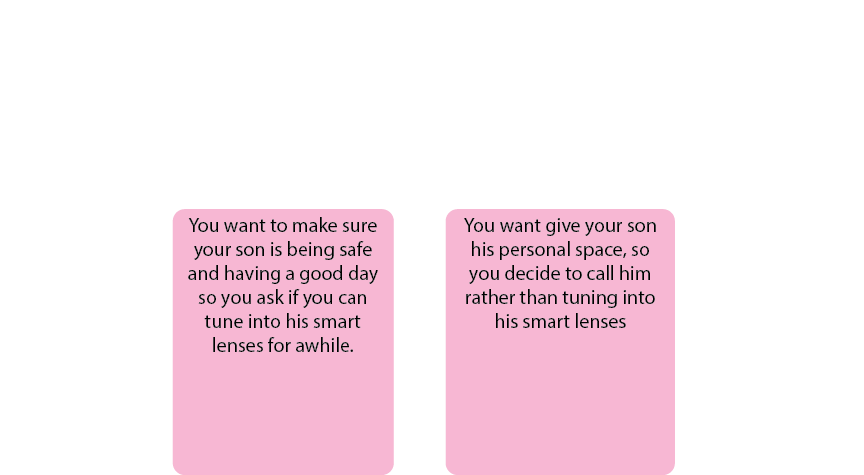 You want to make sure
your son is being safe
and having a good day
so you ask if you can
tune into his smart
lenses for awhile.
You want give your son
his personal space, so
you decide to call him
rather than tuning into
his smart lenses